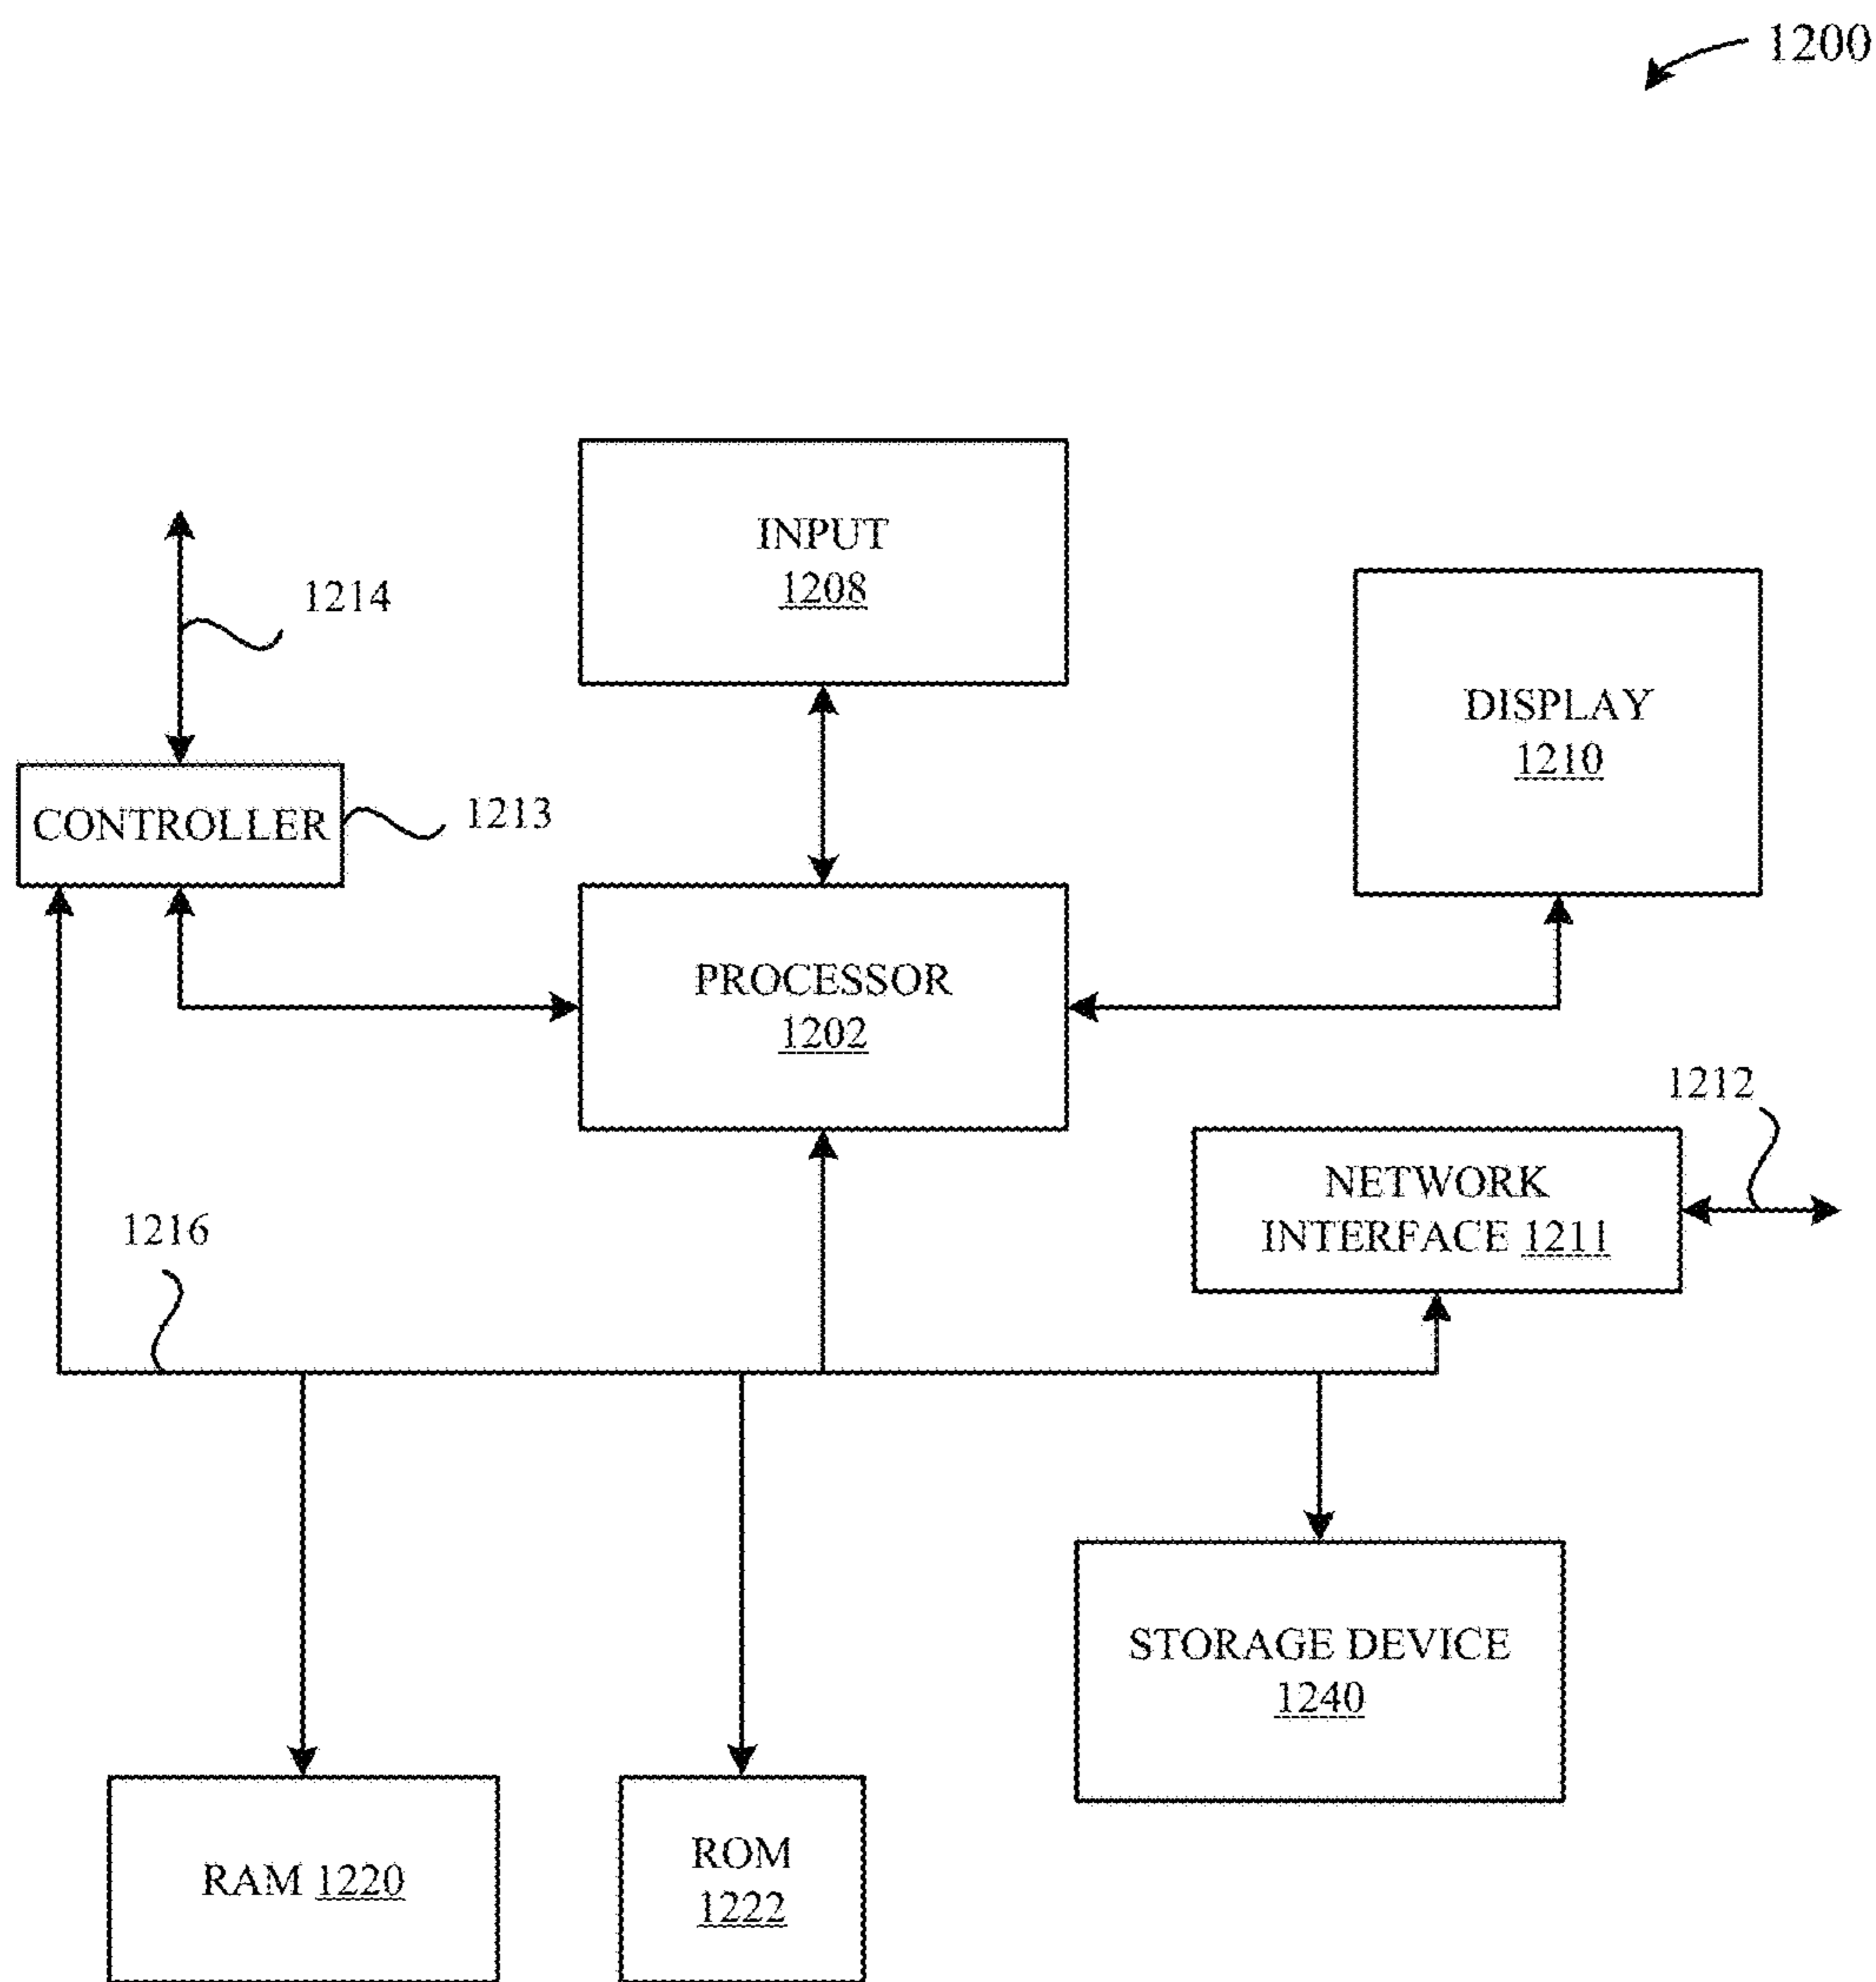 1200
INPUT
1208
1214
DISPLAY
1210
CONTROLLER
1213
PROCESSOR
1202
1212
NETWORK
INTERFACE 1211
1216
STORAGE DEVICE
1240
RAM 1220
ROM
1222